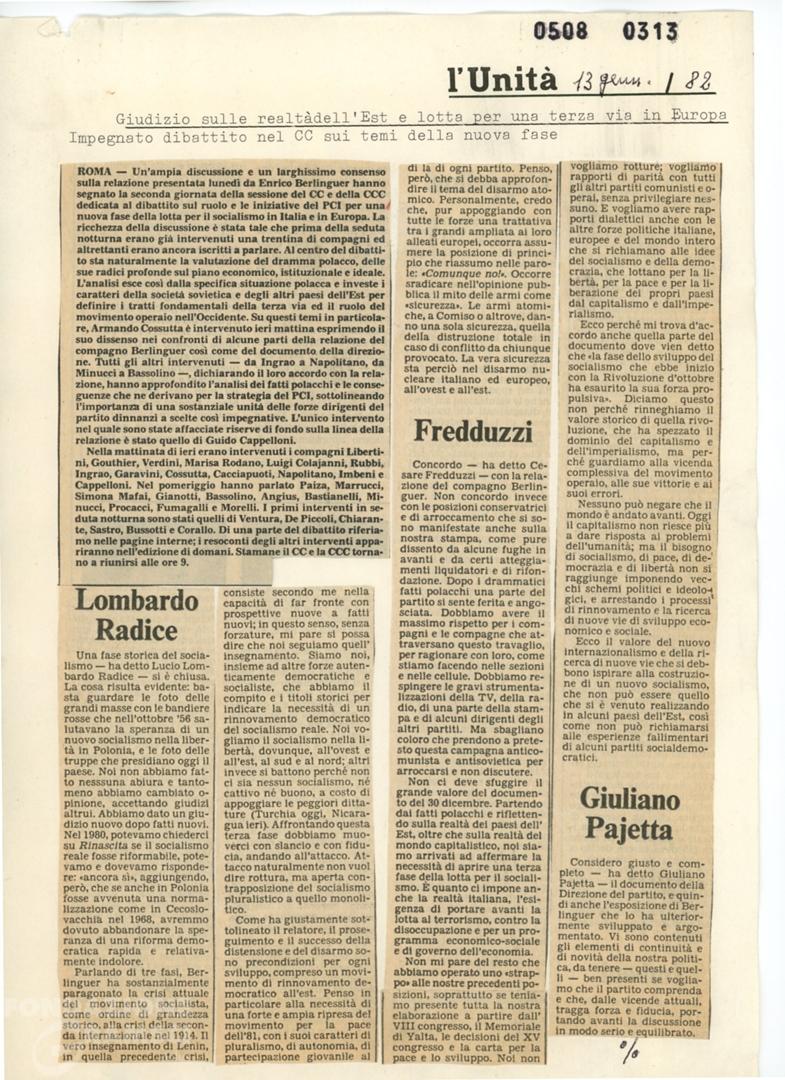 0508 0313
l'Unità 13 genn. / 82
Giudizio sulle realtàdell'Est e lotta per una terza via in Europa
Impegnato dibattito nel CC sui temi della nuova fase
ROMA — Un'ampia discussione e un larghissimo consenso
sulla relazione presentata lunedì da Enrico Berlinguer hanno
segnato la seconda giornata della sessione del CC e della CCC
dedicata al dibattito sul ruolo e le iniziative del PCI per una
nuova fase della lotta per il socialismo in Italia e in Europa. La
ricchezza della discussione è stata tale che prima della seduta
notturna erano già intervenuti una trentina di compagni ed
altrettanti erano ancora iscritti a parlare. Al centro del dibatti-
to sta naturalmente la valutazione del dramma polacco, delle
sue radici profonde sul piano economico, istituzionale e ideale.
L'analisi esce così dalla specifica situazione polacca e investe i
caratteri della società sovietica e degli altri paesi dell'Est per
definire i tratti fondamentali della terza via ed il ruolo del
movimento operaio nell'Occidente. Su questi temi in particola-
re, Armando Cossutta è intervenuto ieri mattina esprimendo il
suo dissenso nei confronti di alcune parti della relazione del
compagno Berlinguer così come del documento della direzio-
ne. Tutti gli altri intervenuti — da Ingrao a Napolitano, da
Minucci a Bassolino —, dichiarando il loro accordo con la rela-
zione, hanno approfondito l'analisi dei fatti polacchi e le conse-
guenze che ne derivano per la strategia del PCI, sottolineando
l'importanza di una sostanziale unità delle forze dirigenti del
partito dinnanzi a scelte così impegnative. L'unico intervento
nel quale sono state affacciate riserve di fondo sulla linea della
relazione è stato quello di Guido Cappelloni.
Nella mattinata di ieri erano intervenuti i compagni Liberti-
ni, Gouthier, Verdini, Marisa Rodano, Luigi Colajanni, Rubbi,
Ingrao, Garavini, Cossutta, Cacciapuoti, Napolitano, Imbeni e
Cappelloni. Nel pomeriggio hanno parlato Paiza, Marrucci,
Simona Mafai, Gianotti, Bassolino, Angius, Bastianelli, Mi-
nucci, Procacci, Fumagalli e Morelli. I primi interventi in se-
duta notturna sono stati quelli di Ventura, De Piccoli, Chiaran-
te, Sastro, Bussotti e Corallo. Di una parte del dibattito riferia-
mo nelle pagine interne; i resoconti degli altri interventi appa-
riranno nell'edizione di domani. Stamane il CC e la CCC torna-
no a riunirsi alle ore 9.
Lombardo
Radice
Una fase storica del socia-
lismo — ha detto Lucio Lom-
bardo Radice — si è chiusa.
La cosa risulta evidente: ba-
sta guardare le foto delle
grandi masse con le bandiere
rosse che nell'ottobre '56 sa-
lutavano la speranza di un
nuovo socialismo nella liber-
tà in Polonia, e le foto delle
truppe che presidiano oggi il
paese. Noi non abbiamo fat-
to nessuna abiura e tanto-
meno abbiamo cambiato o-
pinione, accettando giudizi
altrui. Abbiamo dato un giu-
dizio nuovo dopo fatti nuovi.
Nel 1980, potevamo chiederci
su Rinascita se il socialismo
reale fosse riformabile, pote-
vamo e dovevamo risponde-
re: «ancora sì», aggiungendo,
però, che se anche in Polonia
fosse avvenuta una norma-
lizzazione come in Cecoslo-
vacchia nel 1968, avremmo
dovuto abbandonare la spe-
ranza di una riforma demo-
cratica rapida e relativa-
mente indolore.
Parlando di tre fasi, Ber-
linguer ha sostanzialmente
paragonato la crisi attuale
del movimento socialista,
come ordine di grandezza
storico, alla crisi della secon-
da internazionale nel 1914. Il
vero insegnamento di Lenin,
in quella precedente crisi,
consiste secondo me nella
capacità di far fronte con
prospettive nuove a fatti
nuovi; in questo senso, senza
forzature, mi pare si possa
dire che noi seguiamo quell'
insegnamento. Siamo noi,
insieme ad altre forze auten-
ticamente democratiche e
socialiste, che abbiamo il
compito e i titoli storici per
indicare la necessità di un
rinnovamento democratico
del socialismo reale. Noi vo-
gliamo il socialismo nella li-
bertà, dovunque, all'ovest e
all'est, al sud e al nord; altri
invece si battono perché non
ci sia nessun socialismo, né
cattivo né buono, a costo di
appoggiare le peggiori ditta-
ture (Turchia oggi, Nicara-
gua ieri). Affrontando questa
terza fase dobbiamo muo-
verci con slancio e con fidu-
cia, andando all'attacco. At-
tacco naturalmente non vuol
dire rottura, ma aperta con-
trapposizione del socialismo
pluralistico a quello monoli-
tico.
Come ha giustamente sot-
tolineato il relatore, il prose-
guimento e il successo della
distensione e del disarmo so-
no precondizioni per ogni
sviluppo, compreso un movi-
mento di rinnovamento de-
mocratico all'est. Penso in
particolare alla necessità di
una forte e ampia ripresa del
movimento per la pace
dell'81, con i suoi caratteri di
pluralismo, di autonomia, di
partecipazione giovanile al
di là di ogni partito. Penso,
però, che si debba approfon-
dire il tema del disarmo ato-
mico. Personalmente, credo
che, pur appoggiando con
tutte le forze una trattativa
tra i grandi ampliata ai loro
alleati europei, occorra assu-
mere la posizione di princi-
pio che riassumo nelle paro-
le: «Comunque no!». Occorre
sradicare nell'opinione pub-
blica il mito delle armi come
«sicurezza». Le armi atomi-
che, a Comiso o altrove, dan-
no una sola sicurezza, quella
della distruzione totale in
caso di conflitto da chiunque
provocato. La vera sicurezza
sta perciò nel disarmo nu-
cleare italiano ed europeo,
all'ovest e all'est.
Fredduzzi
Concordo — ha detto Ce-
sare Fredduzzi — con la re-
lazione del compagno Berlin-
guer. Non concordo invece
con le posizioni conservatrici
e di arroccamento che si so-
no manifestate anche sulla
nostra stampa, come pure
dissento da alcune fughe in
avanti e da certi atteggia-
menti liquidatori e di rifon-
dazione. Dopo i drammatici
fatti polacchi una parte del
partito si sente ferita e ango-
sciata. Dobbiamo avere il
massimo rispetto per i com-
pagni e le compagne che at-
traversano questo travaglio,
per ragionare con loro, come
stiamo facendo nelle sezioni
e nelle cellule. Dobbiamo re-
spingere le gravi strumenta-
lizzazioni della TV, della ra-
dio, di una parte della stam-
pa e di alcuni dirigenti degli
altri partiti. Ma sbagliano
coloro che prendono a prete-
sto questa campagna antico-
munista e antisovietica per
arroccarsi e non discutere.
Non ci deve sfuggire il
grande valore del documen-
to del 30 dicembre. Partendo
dai fatti polacchi e rifletten-
do sulla realtà dei paesi dell'
Est, oltre che sulla realtà del
mondo capitalistico, noi sia-
mo arrivati ad affermare la
necessità di aprire una terza
fase della lotta per il sociali-
smo. È quanto ci impone an-
che la realtà italiana, l'esi-
genza di portare avanti la
lotta al terrorismo, contro la
disoccupazione e per un pro-
gramma economico-sociale
e di governo dell'economia.
Non mi pare del resto che
abbiamo operato uno «strap-
po» alle nostre precedenti po-
sizioni, soprattutto se tenia-
mo presente tutta la nostra
elaborazione a partire dall'
VIII congresso, il Memoriale
di Yalta, le decisioni del XV
congresso e la carta per la
pace e lo sviluppo. Noi non
vogliamo rotture; vogliamo
rapporti di parità con tutti
gli altri partiti comunisti e o-
perai, senza privilegiare nes-
suno. E vogliamo avere rap-
porti dialettici anche con le
altre forze politiche italiane,
europee e del mondo intero
che si richiamano alle idee
del socialismo e della demo-
crazia, che lottano per la li-
bertà, per la pace e per la li-
berazione dei propri paesi
dal capitalismo e dall'impe-
rialismo.
Ecco perché mi trova d'ac-
cordo anche quella parte del
documento dove vien detto
che «la fase dello sviluppo del
socialismo che ebbe inizio
con la Rivoluzione d'ottobre
ha esaurito la sua forza pro-
pulsiva». Diciamo questo
non perché rinneghiamo il
valore storico di quella rivo-
luzione, che ha spezzato il
dominio del capitalismo e
dell'imperialismo, ma per-
ché guardiamo alla vicenda
complessiva del movimento
operaio, alle sue vittorie e ai
suoi errori.
Nessuno può negare che il
mondo è andato avanti. Oggi
il capitalismo non riesce più
a dare risposta ai problemi
dell'umanità; ma il bisogno
di socialismo, di pace, di de-
mocrazia e di libertà non si
raggiunge imponendo vec-
chi schemi politici e ideolo-
gici, e arrestando i processi
di rinnovamento e la ricerca
di nuove vie di sviluppo eco-
nomico e sociale.
Ecco il valore del nuovo
internazionalismo e della ri-
cerca di nuove vie che si deb-
bono ispirare alla costruzio-
ne di un nuovo socialismo,
che non può essere quello
che si è venuto realizzando
in alcuni paesi dell'Est, così
come non può richiamarsi
alle esperienze fallimentari
di alcuni partiti socialdemo-
cratici.
Giuliano
Pajetta
Considero giusto e com-
pleto — ha detto Giuliano
Pajetta — il documento della
Direzione del partito, e quin-
di anche l'esposizione di Ber-
linguer che lo ha ulterior-
mente sviluppato e argo-
mentato. Vi sono contenuti
gli elementi di continuità e
di novità della nostra politi-
ca, da tenere — questi e quel-
li — ben presenti se voglia-
mo che il partito comprenda
e che, dalle vicende attuali,
tragga forza e fiducia, por-
tando avanti la discussione
in modo serio e equilibrato.
%